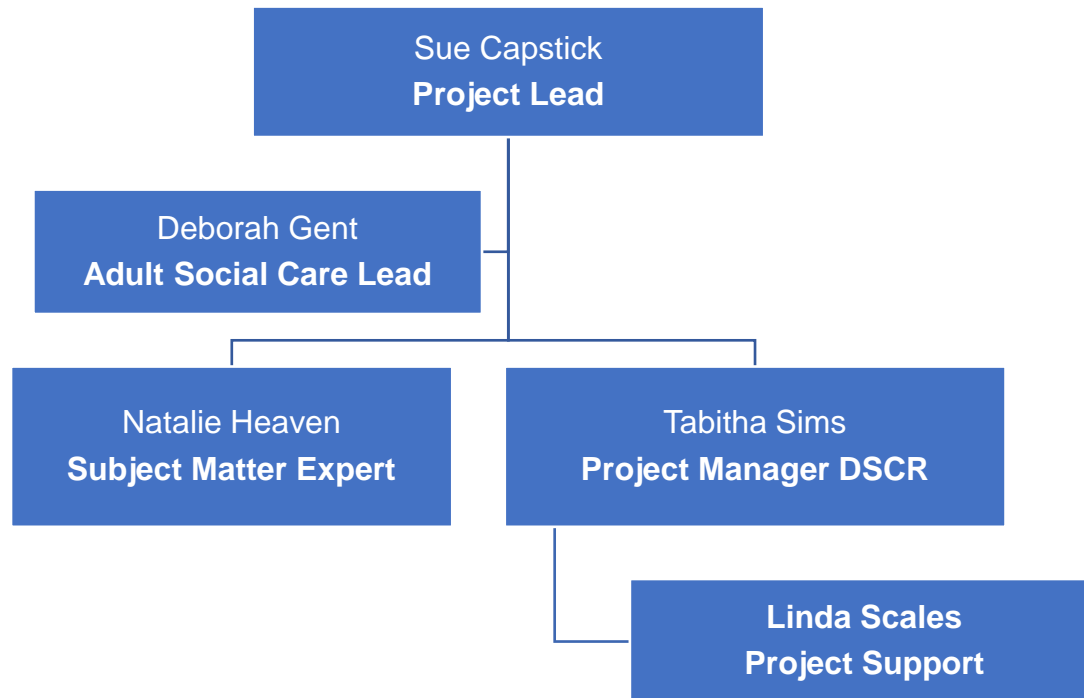 Sue Capstick
Project Lead
Deborah Gent
Adult Social Care Lead
Natalie Heaven
Subject Matter Expert
Tabitha Sims
Project Manager DSCR
Linda Scales
Project Support